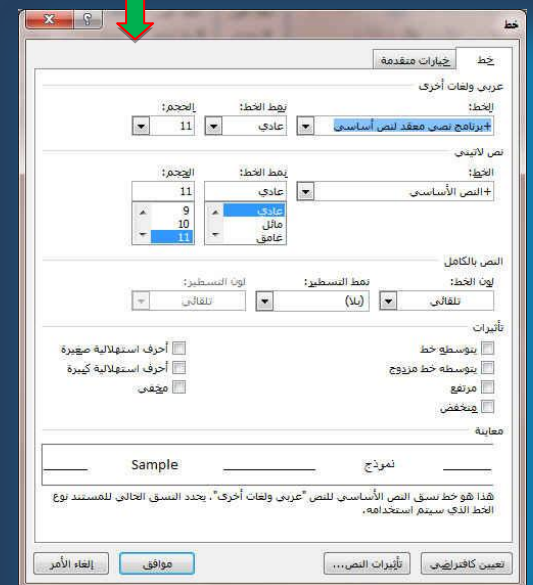 خط
خط خيارات متقدمة
عربي ولغات أخرى
الخط: نمط الخط: الحجم:
+برنامج نصي معقد لنص أساسي عادي 11
نص لاتيني
الخط: نمط الخط: الحجم:
+النص الأساسي عادي 11
عادي 9
مائل 10
غامق 11
النص بالكامل
لون الخط: نمط التسطير: لون التسطير:
تلقائي (بلا) تلقائي
تأثيرات
يتوسطه خط أحرف استهلالية صغيرة
يتوسطه خط مزدوج أحرف استهلالية كبيرة
مرتفع مخفي
منخفض
معاينة
نموذج Sample
هذا هو خط نسق النص الأساسي للنص "عربي ولغات أخرى". يحدد النسق الحالي للمستند نوع
الخط الذي سيتم استخدامه.
تعيين كافتراضي تأثيرات النص... موافق إلغاء الأمر